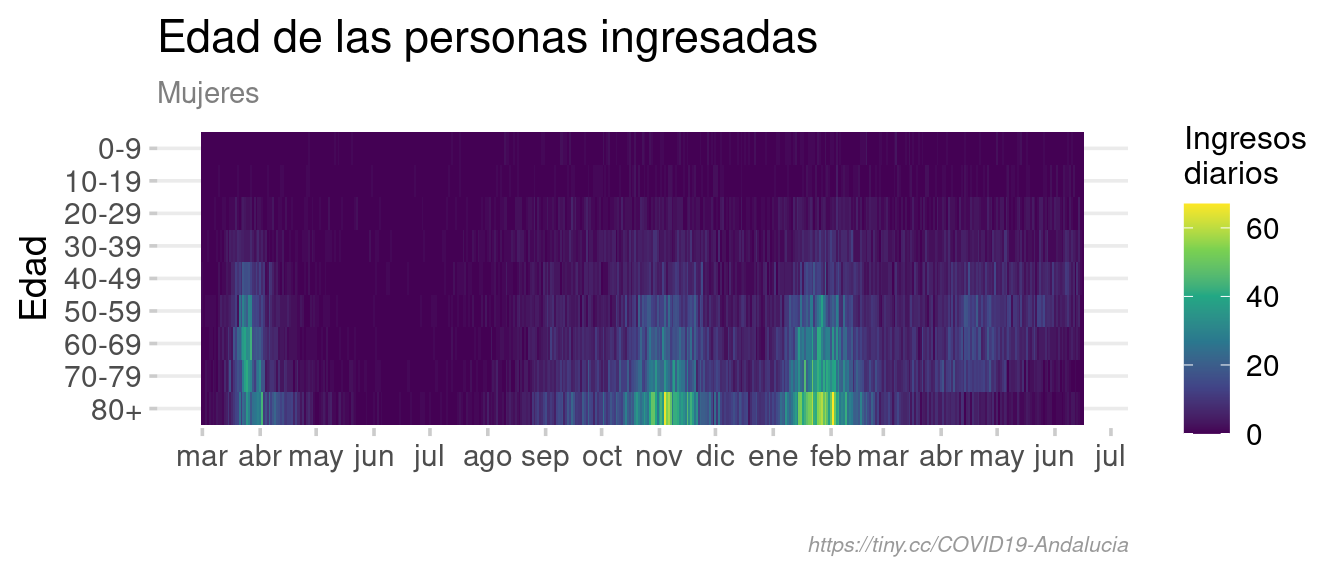 Edad de las personas ingresadas
Mujeres
Edad
0-9
10-19
20-29
30-39
40-49
50-59
60-69
70-79
80+
mar abr may jun jul ago sep oct nov dic ene feb mar abr may jun jul
Ingresos
diarios
60
40
20
0
https://tiny.cc/COVID19-Andalucia